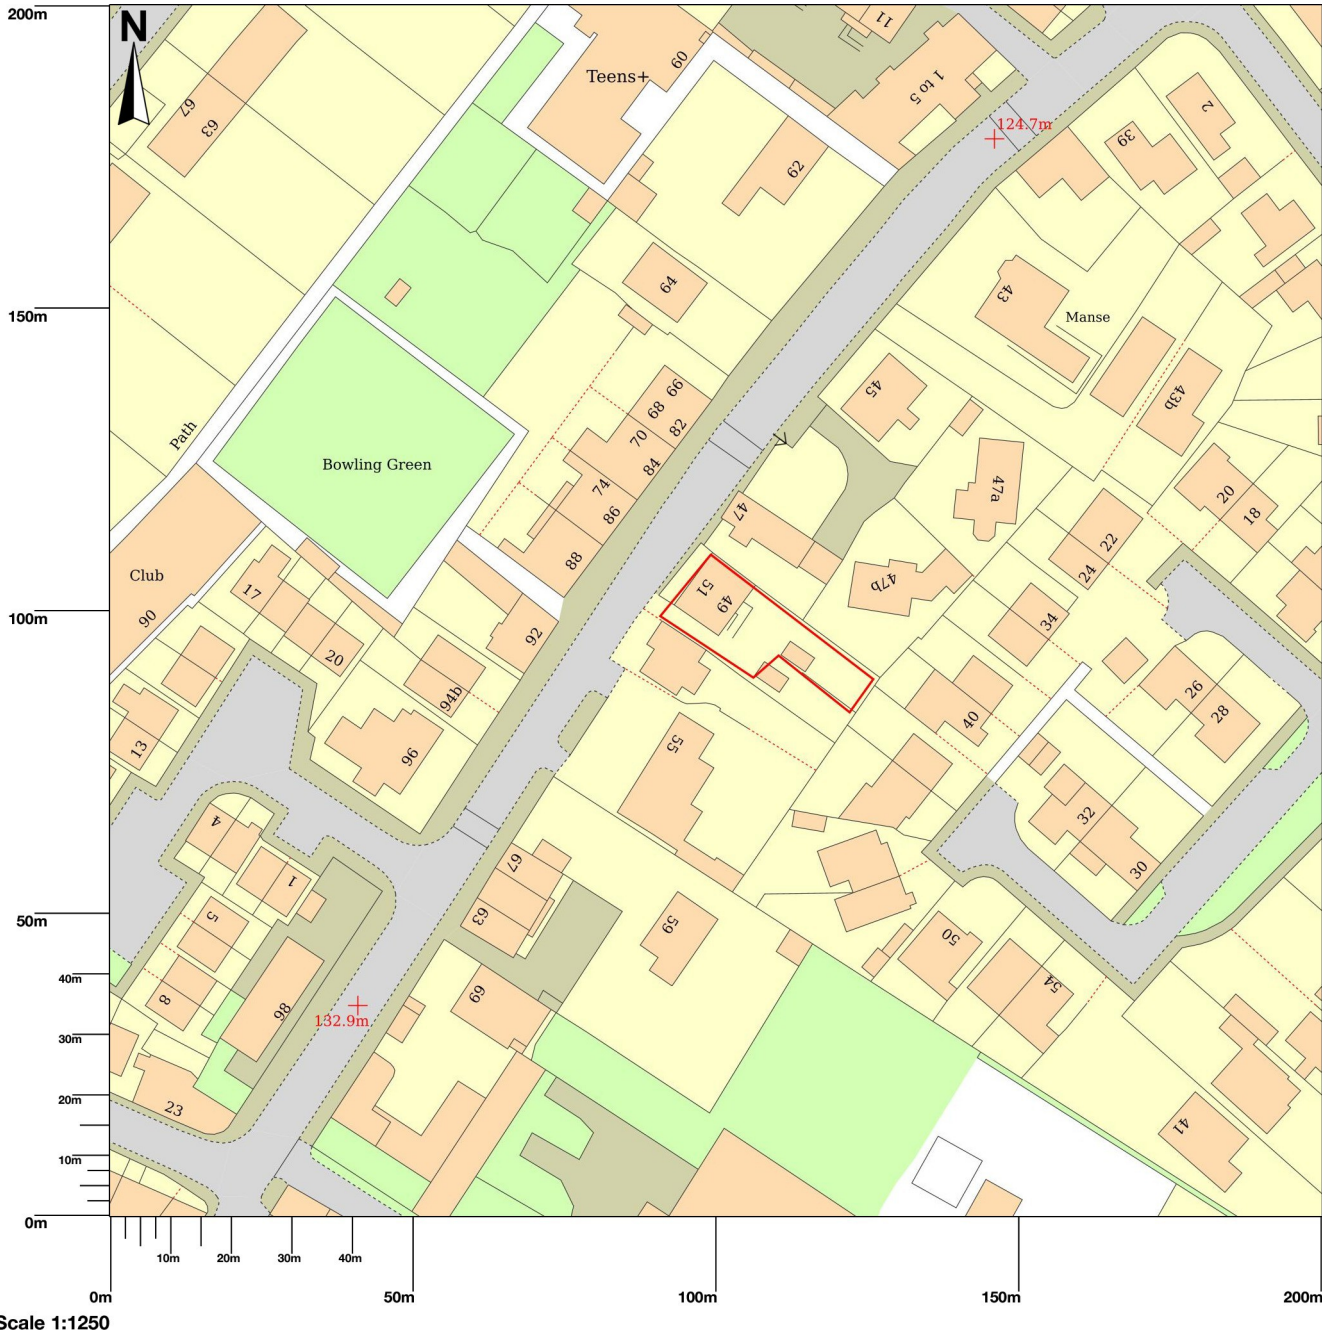 200m
N
67
63
Teens+
60
11
1 to 5
124.7m
2
39
62
64
43
Manse
150m
45
43b
66
68
82
70
84
74
86
88
Path
Bowling Green
47a
47
47b
20
18
22
24
34
Club
90
17
20
51
49
92
100m
94b
96
13
40
26
28
55
32
30
4
1
5
8
67
63
59
50
54
50m
40m
30m
20m
10m
0m
98
132.9m
69
23
41
10m
20m
30m
40m
0m
50m
100m
150m
200m
Scale 1:1250